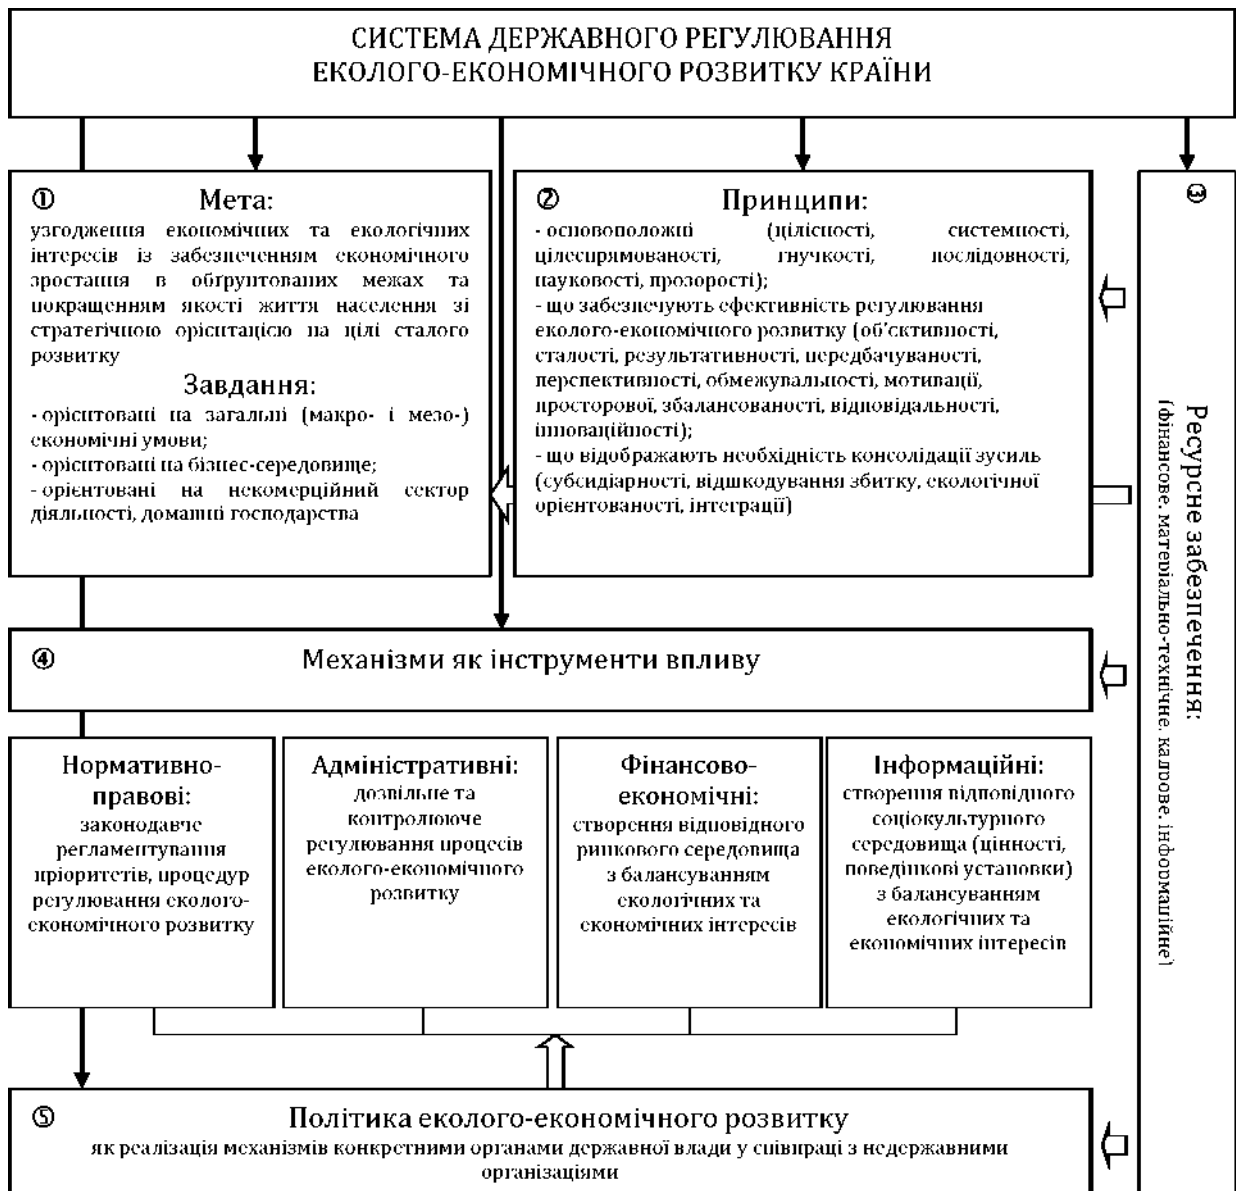 СИСТЕМА ДЕРЖАВНОГО РЕГУЛЮВАННЯ
ЕКОЛОГО-ЕКОНОМІЧНОГО РОЗВИТКУ КРАЇНИ
① Мета:
узгодження економічних та екологічних
інтересів із забезпеченням економічного
зростання в обґрунтованих межах та
покращенням якості життя населення зі
стратегічною орієнтацією на цілі сталого
розвитку
Завдання:
- орієнтовані на загальні (макро- і мезо-)
економічні умови;
- орієнтовані на бізнес-середовище;
- орієнтовані на некомерційний сектор
діяльності, домашні господарства
② Принципи:
- основоположні (цілісності, системності,
цілеспрямованості, гнучкості, послідовності,
науковості, прозорості);
- що забезпечують ефективність регулювання
еколого-економічного розвитку (об’єктивності,
сталості, результативності, передбачуваності,
перспективності, обмежувальності, мотивації,
просторової, збалансованості, відповідальності,
інноваційності);
- що відображають необхідність консолідації зусиль
(субсидіарності, відшкодування збитку, екологічної
орієнтованості, інтеграції)
③ Ресурсне забезпечення:
(фінансове, матеріально-технічне, кадрове, інформаційне)
④ Механізми як інструменти впливу
Нормативно-
правові:
законодавче
регламентування
пріоритетів, процедур
регулювання еколого-
економічного розвитку
Адміністративні:
дозвільне та
контролююче
регулювання процесів
еколого-економічного
розвитку
Фінансово-
економічні:
створення відповідного
ринкового середовища
з балансуванням
екологічних та
економічних інтересів
Інформаційні:
створення відповідного
соціокультурного
середовища (цінності,
поведінкові установки)
з балансуванням
екологічних та
економічних інтересів
⑤ Політика еколого-економічного розвитку
як реалізація механізмів конкретними органами державної влади у співпраці з недержавними
організаціями